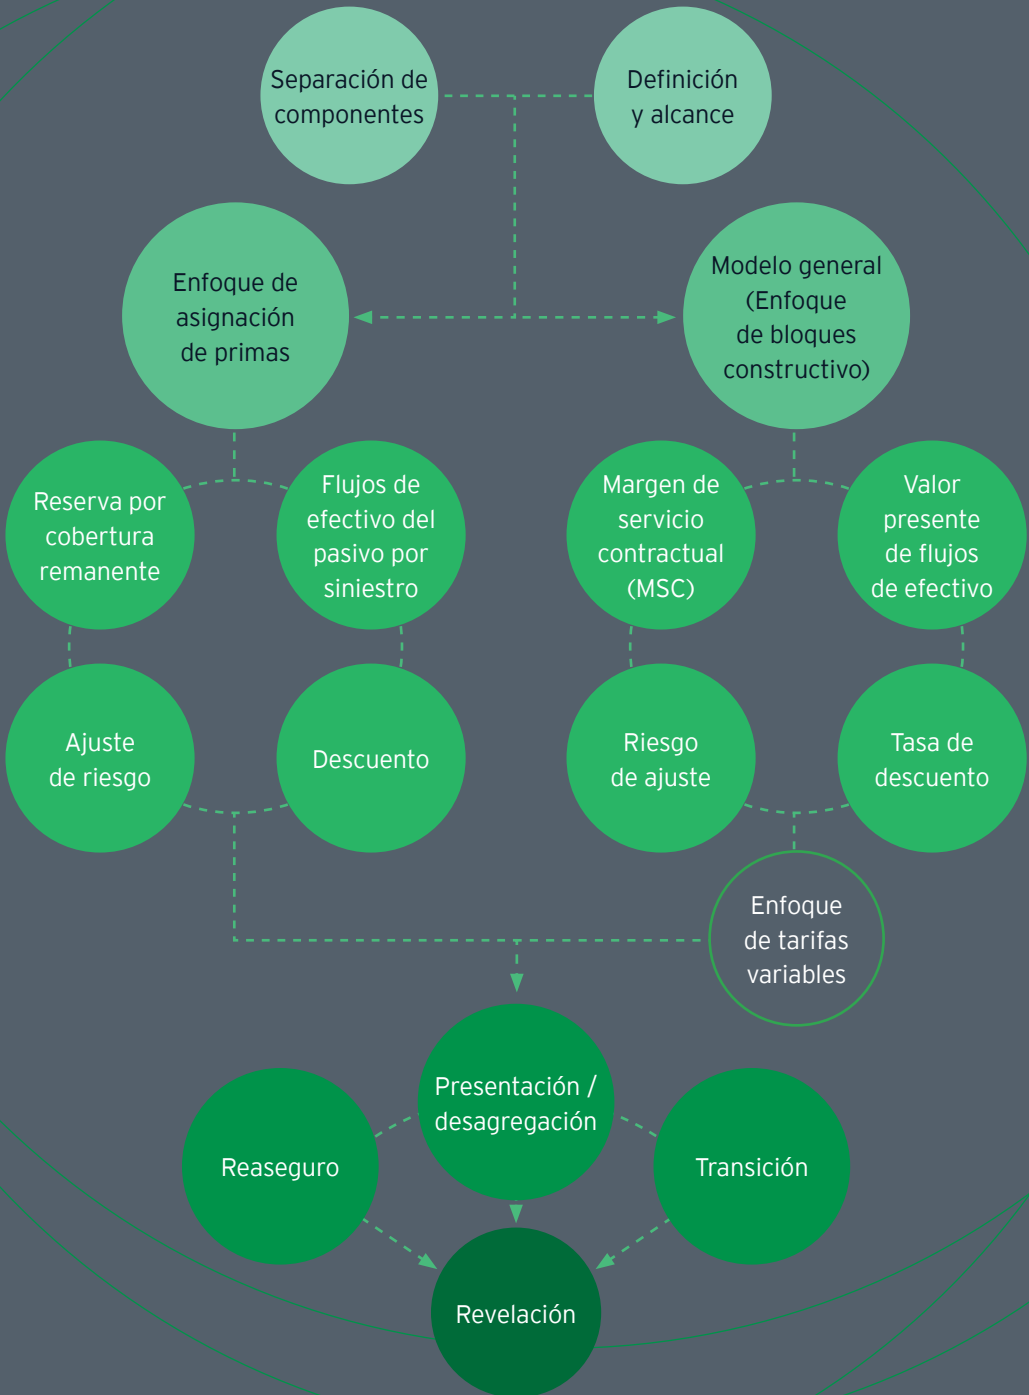 Separación de
componentes
Definición
y alcance
Enfoque de
asignación
de primas
Modelo general
(Enfoque
de bloques
constructivo)
Reserva por
cobertura
remanente
Flujos de
efectivo del
pasivo por
siniestro
Margen de
servicio
contractual
(MSC)
Valor
presente
de flujos
de efectivo
Ajuste
de riesgo
Descuento
Riesgo
de ajuste
Tasa de
descuento
Enfoque
de tarifas
variables
Presentación /
desagregación
Reaseguro
Transición
Revelación